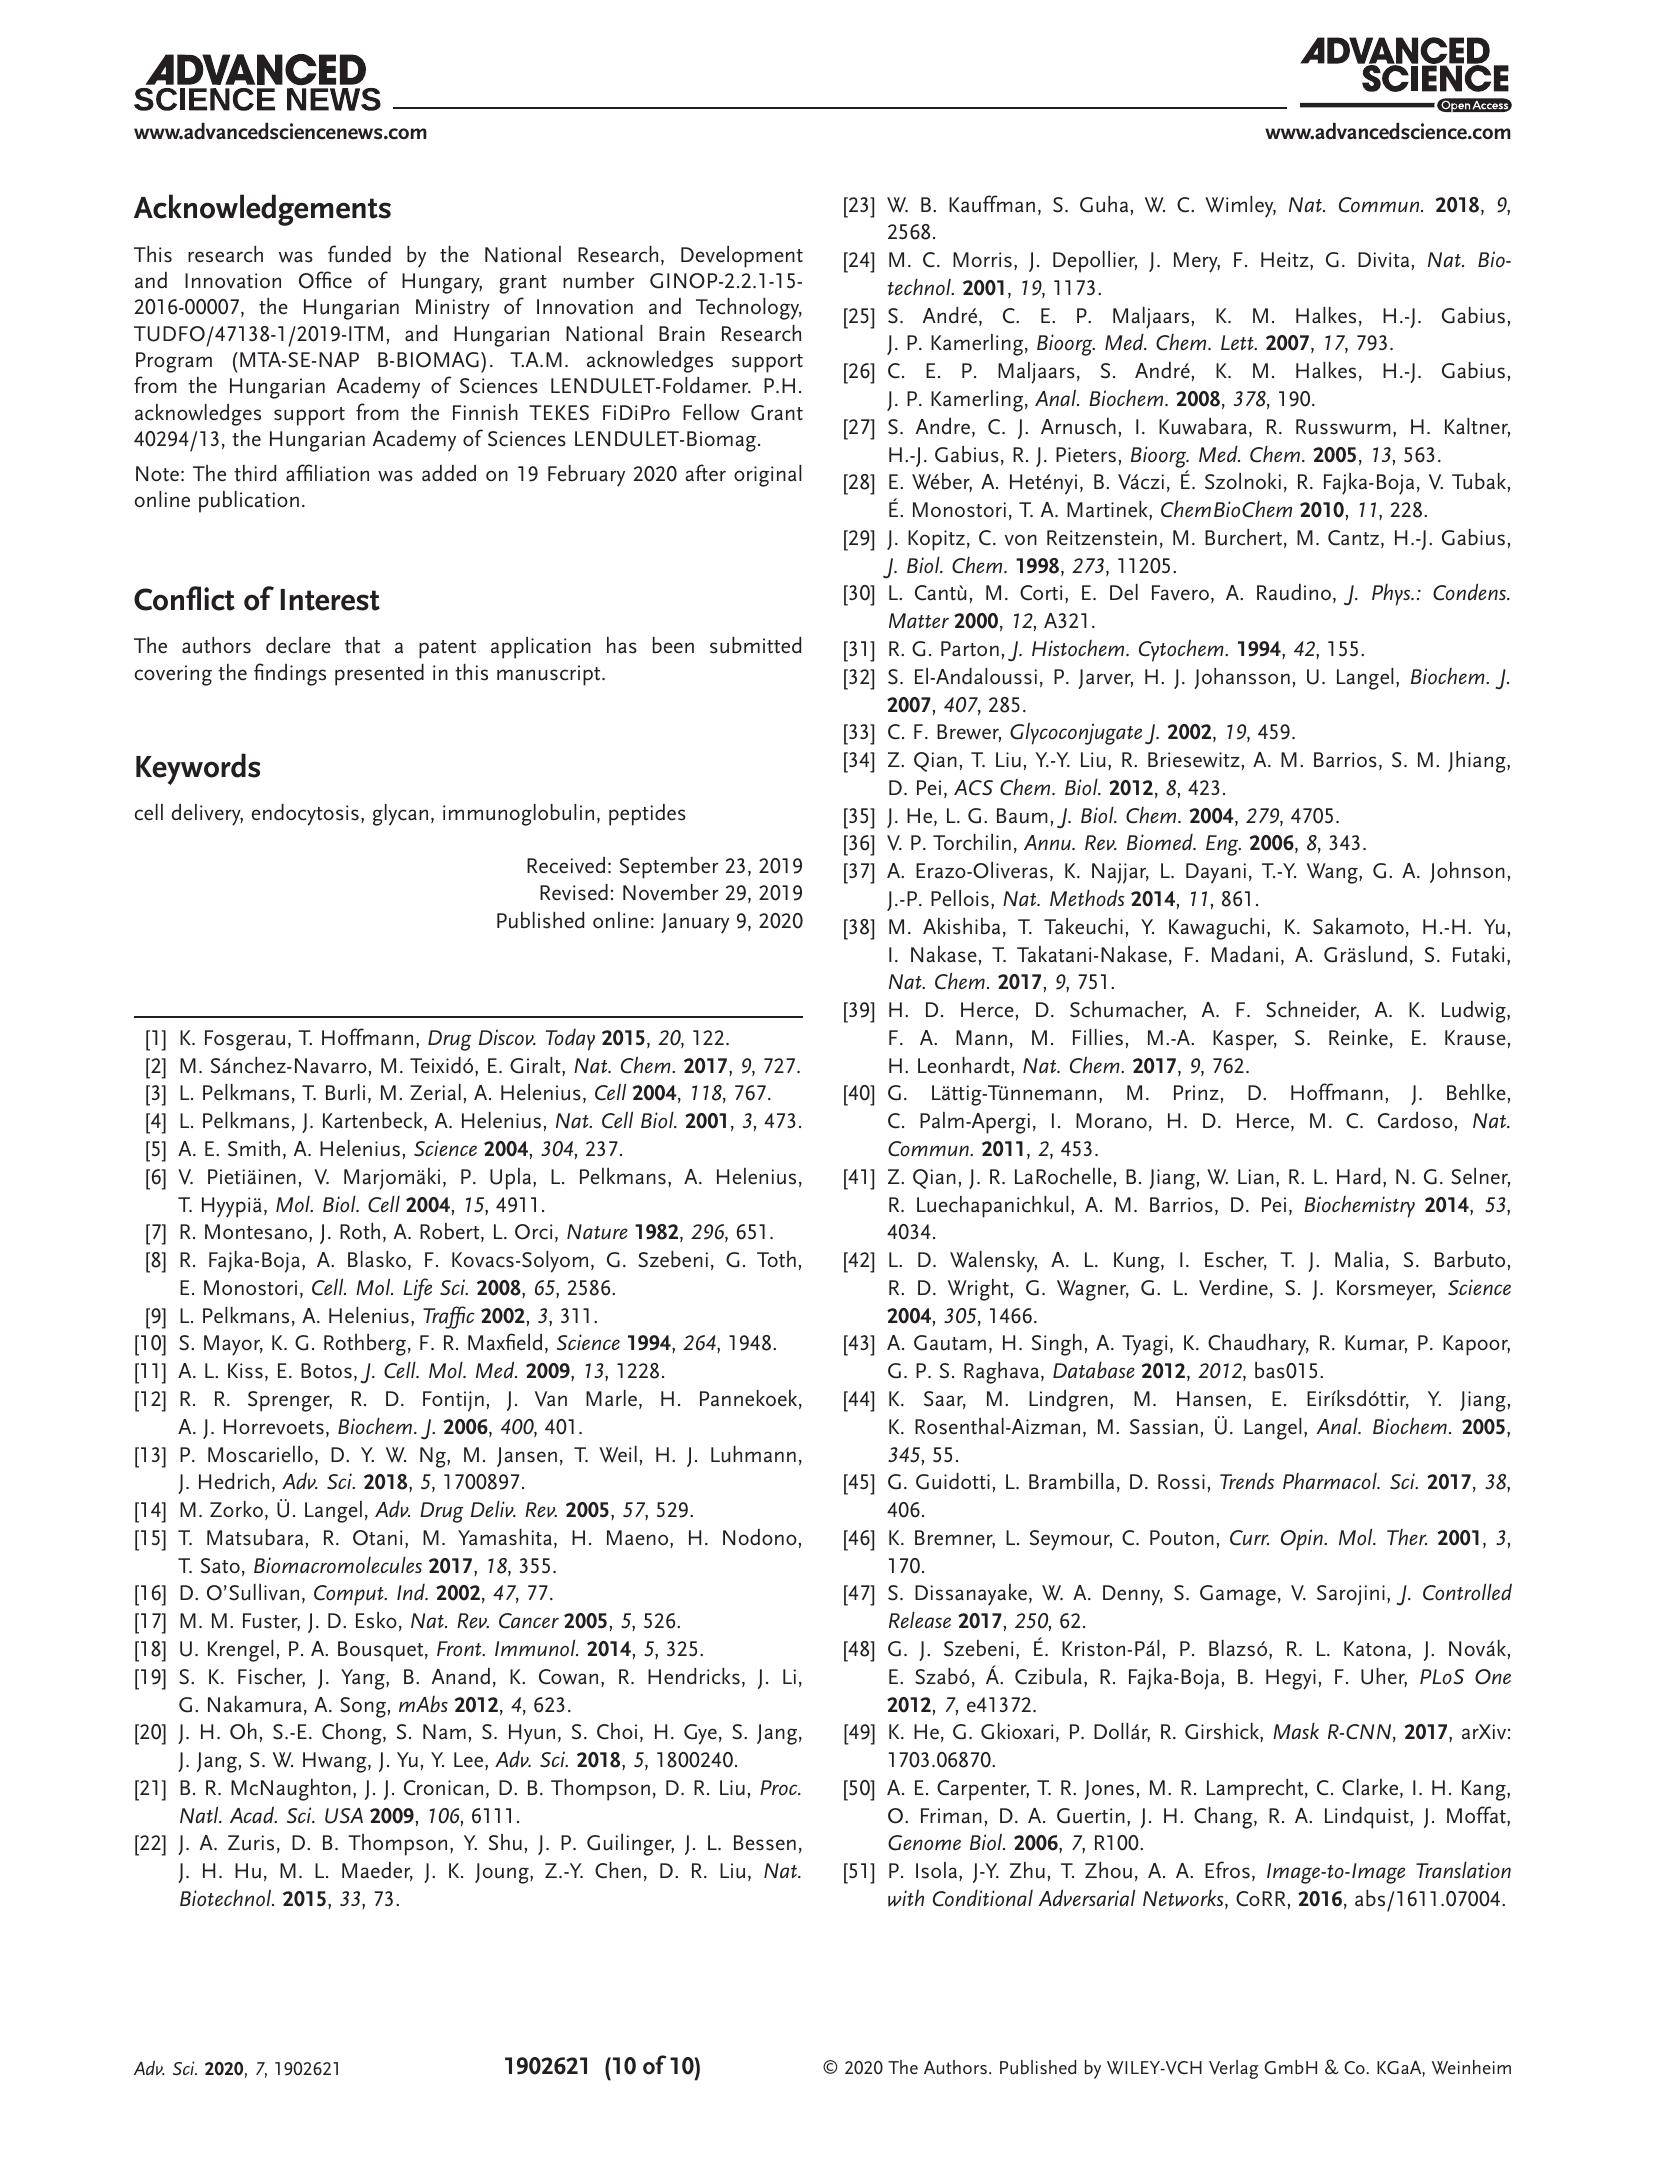 ADVANCED
SCIENCE NEWS
www.advancedsciencenews.com
ADVANCED
SCIENCE
Open Access
www.advancedscience.com
Acknowledgements
This research was funded by the National Research, Development
and Innovation Office of Hungary, grant number GINOP-2.2.1-15-
2016-00007, the Hungarian Ministry of Innovation and Technology,
TUDFO/47138-1/2019-ITM, and Hungarian National Brain Research
Program (MTA-SE-NAP B-BIOMAG). T.A.M. acknowledges support
from the Hungarian Academy of Sciences LENDULET-Foldamer. P.H.
acknowledges support from the Finnish TEKES FiDiPro Fellow Grant
40294/13, the Hungarian Academy of Sciences LENDULET-Biomag.
Note: The third affiliation was added on 19 February 2020 after original
online publication.
Conflict of Interest
The authors declare that a patent application has been submitted
covering the findings presented in this manuscript.
Keywords
cell delivery, endocytosis, glycan, immunoglobulin, peptides
Received: September 23, 2019
Revised: November 29, 2019
Published online: January 9, 2020
[1] K. Fosgerau, T. Hoffmann, Drug Discov. Today 2015, 20, 122.
[2] M. Sánchez-Navarro, M. Teixidó, E. Giralt, Nat. Chem. 2017, 9, 727.
[3] L. Pelkmans, T. Burli, M. Zerial, A. Helenius, Cell 2004, 118, 767.
[4] L. Pelkmans, J. Kartenbeck, A. Helenius, Nat. Cell Biol. 2001, 3, 473.
[5] A. E. Smith, A. Helenius, Science 2004, 304, 237.
[6] V. Pietiäinen, V. Marjomäki, P. Upla, L. Pelkmans, A. Helenius,
T. Hyypiä, Mol. Biol. Cell 2004, 15, 4911.
[7] R. Montesano, J. Roth, A. Robert, L. Orci, Nature 1982, 296, 651.
[8] R. Fajka-Boja, A. Blasko, F. Kovacs-Solyom, G. Szebeni, G. Toth,
E. Monostori, Cell. Mol. Life Sci. 2008, 65, 2586.
[9] L. Pelkmans, A. Helenius, Traffic 2002, 3, 311.
[10] S. Mayor, K. G. Rothberg, F. R. Maxfield, Science 1994, 264, 1948.
[11] A. L. Kiss, E. Botos, J. Cell. Mol. Med. 2009, 13, 1228.
[12] R. R. Sprenger, R. D. Fontijn, J. Van Marle, H. Pannekoek,
A. J. Horrevoets, Biochem. J. 2006, 400, 401.
[13] P. Moscariello, D. Y. W. Ng, M. Jansen, T. Weil, H. J. Luhmann,
J. Hedrich, Adv. Sci. 2018, 5, 1700897.
[14] M. Zorko, Ü. Langel, Adv. Drug Deliv. Rev. 2005, 57, 529.
[15] T. Matsubara, R. Otani, M. Yamashita, H. Maeno, H. Nodono,
T. Sato, Biomacromolecules 2017, 18, 355.
[16] D. O'Sullivan, Comput. Ind. 2002, 47, 77.
[17] M. M. Fuster, J. D. Esko, Nat. Rev. Cancer 2005, 5, 526.
[18] U. Krengel, P. A. Bousquet, Front. Immunol. 2014, 5, 325.
[19] S. K. Fischer, J. Yang, B. Anand, K. Cowan, R. Hendricks, J. Li,
G. Nakamura, A. Song, mAbs 2012, 4, 623.
[20] J. H. Oh, S.-E. Chong, S. Nam, S. Hyun, S. Choi, H. Gye, S. Jang,
J. Jang, S. W. Hwang, J. Yu, Y. Lee, Adv. Sci. 2018, 5, 1800240.
[21] B. R. McNaughton, J. J. Cronican, D. B. Thompson, D. R. Liu, Proc.
Natl. Acad. Sci. USA 2009, 106, 6111.
[22] J. A. Zuris, D. B. Thompson, Y. Shu, J. P. Guilinger, J. L. Bessen,
J. H. Hu, M. L. Maeder, J. K. Joung, Z.-Y. Chen, D. R. Liu, Nat.
Biotechnol. 2015, 33, 73.
[23] W. B. Kauffman, S. Guha, W. C. Wimley, Nat. Commun. 2018, 9,
2568.
[24] M. C. Morris, J. Depollier, J. Mery, F. Heitz, G. Divita, Nat. Bio-
technol. 2001, 19, 1173.
[25] S. André, C. E. P. Maljaars, K. M. Halkes, H.-J. Gabius,
J. P. Kamerling, Bioorg. Med. Chem. Lett. 2007, 17, 793.
[26] C. E. P. Maljaars, S. André, K. M. Halkes, H.-J. Gabius,
J. P. Kamerling, Anal. Biochem. 2008, 378, 190.
[27] S. Andre, C. J. Arnusch, I. Kuwabara, R. Russwurm, H. Kaltner,
H.-J. Gabius, R. J. Pieters, Bioorg. Med. Chem. 2005, 13, 563.
[28] E. Wéber, A. Hetényi, B. Váczi, É. Szolnoki, R. Fajka-Boja, V. Tubak,
É. Monostori, T. A. Martinek, ChemBioChem 2010, 11, 228.
[29] J. Kopitz, C. von Reitzenstein, M. Burchert, M. Cantz, H.-J. Gabius,
J. Biol. Chem. 1998, 273, 11205.
[30] L. Cantù, M. Corti, E. Del Favero, A. Raudino, J. Phys.: Condens.
Matter 2000, 12, A321.
[31] R. G. Parton, J. Histochem. Cytochem. 1994, 42, 155.
[32] S. El-Andaloussi, P. Jarver, H. J. Johansson, U. Langel, Biochem. J.
2007, 407, 285.
[33] C. F. Brewer, Glycoconjugate J. 2002, 19, 459.
[34] Z. Qian, T. Liu, Y.-Y. Liu, R. Briesewitz, A. M. Barrios, S. M. Jhiang,
D. Pei, ACS Chem. Biol. 2012, 8, 423.
[35] J. He, L. G. Baum, J. Biol. Chem. 2004, 279, 4705.
[36] V. P. Torchilin, Annu. Rev. Biomed. Eng. 2006, 8, 343.
[37] A. Erazo-Oliveras, K. Najjar, L. Dayani, T.-Y. Wang, G. A. Johnson,
J.-P. Pellois, Nat. Methods 2014, 11, 861.
[38] M. Akishiba, T. Takeuchi, Y. Kawaguchi, K. Sakamoto, H.-H. Yu,
I. Nakase, T. Takatani-Nakase, F. Madani, A. Gräslund, S. Futaki,
Nat. Chem. 2017, 9, 751.
[39] H. D. Herce, D. Schumacher, A. F. Schneider, A. K. Ludwig,
F. A. Mann, M. Fillies, M.-A. Kasper, S. Reinke, E. Krause,
H. Leonhardt, Nat. Chem. 2017, 9, 762.
[40] G. Lättig-Tünnemann, M. Prinz, D. Hoffmann, J. Behlke,
C. Palm-Apergi, I. Morano, H. D. Herce, M. C. Cardoso, Nat.
Commun. 2011, 2, 453.
[41] Z. Qian, J. R. LaRochelle, B. Jiang, W. Lian, R. L. Hard, N. G. Selner,
R. Luechapanichkul, A. M. Barrios, D. Pei, Biochemistry 2014, 53,
4034.
[42] L. D. Walensky, A. L. Kung, I. Escher, T. J. Malia, S. Barbuto,
R. D. Wright, G. Wagner, G. L. Verdine, S. J. Korsmeyer, Science
2004, 305, 1466.
[43] A. Gautam, H. Singh, A. Tyagi, K. Chaudhary, R. Kumar, P. Kapoor,
G. P. S. Raghava, Database 2012, 2012, bas015.
[44] K. Saar, M. Lindgren, M. Hansen, E. Eiríksdóttir, Y. Jiang,
K. Rosenthal-Aizman, M. Sassian, Ü. Langel, Anal. Biochem. 2005,
345, 55.
[45] G. Guidotti, L. Brambilla, D. Rossi, Trends Pharmacol. Sci. 2017, 38,
406.
[46] K. Bremner, L. Seymour, C. Pouton, Curr. Opin. Mol. Ther. 2001, 3,
170.
[47] S. Dissanayake, W. A. Denny, S. Gamage, V. Sarojini, J. Controlled
Release 2017, 250, 62.
[48] G. J. Szebeni, É. Kriston-Pál, P. Blazsó, R. L. Katona, J. Novák,
E. Szabó, Á. Czibula, R. Fajka-Boja, B. Hegyi, F. Uher, PLoS One
2012, 7, e41372.
[49] K. He, G. Gkioxari, P. Dollár, R. Girshick, Mask R-CNN, 2017, arXiv:
1703.06870.
[50] A. E. Carpenter, T. R. Jones, M. R. Lamprecht, C. Clarke, I. H. Kang,
O. Friman, D. A. Guertin, J. H. Chang, R. A. Lindquist, J. Moffat,
Genome Biol. 2006, 7, R100.
[51] P. Isola, J-Y. Zhu, T. Zhou, A. A. Efros, Image-to-Image Translation
with Conditional Adversarial Networks, CoRR, 2016, abs/1611.07004.
Adv. Sci. 2020, 7, 1902621
1902621 (10 of 10)
© 2020 The Authors. Published by WILEY-VCH Verlag GmbH & Co. KGaA, Weinheim